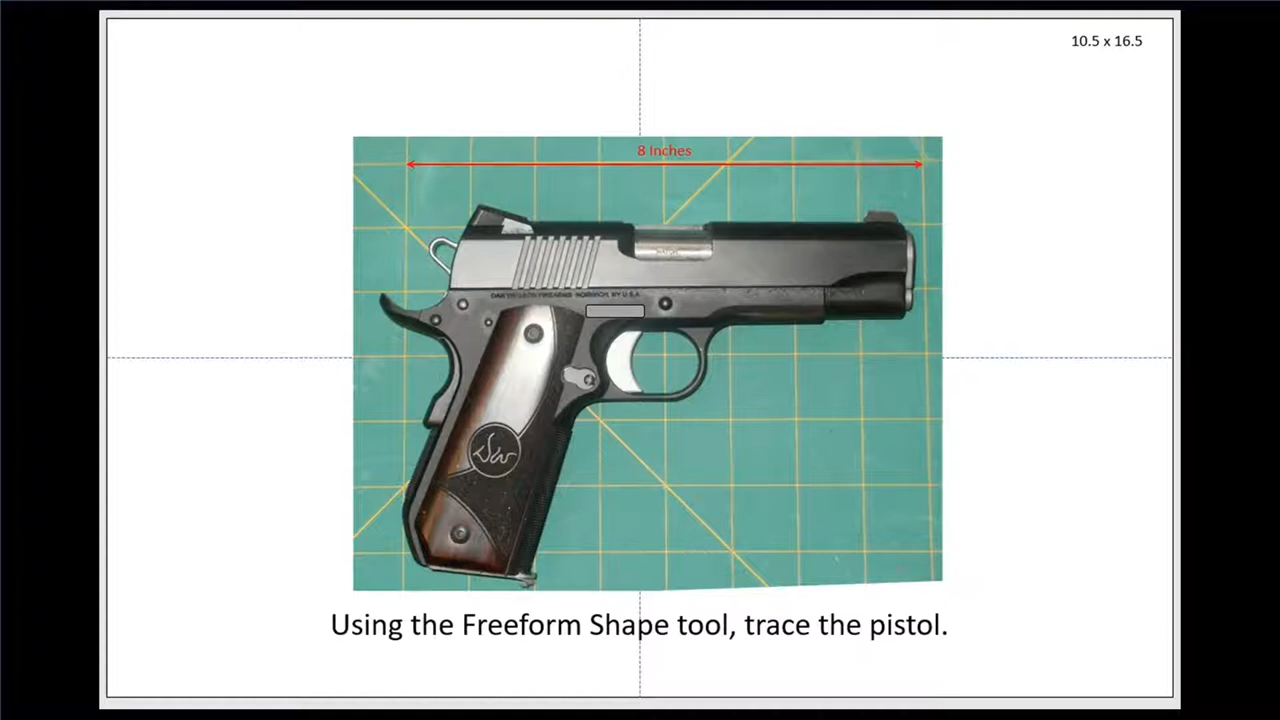 10.5 x 16.5
8 Inches
Using the Freeform Shape tool, trace the pistol.